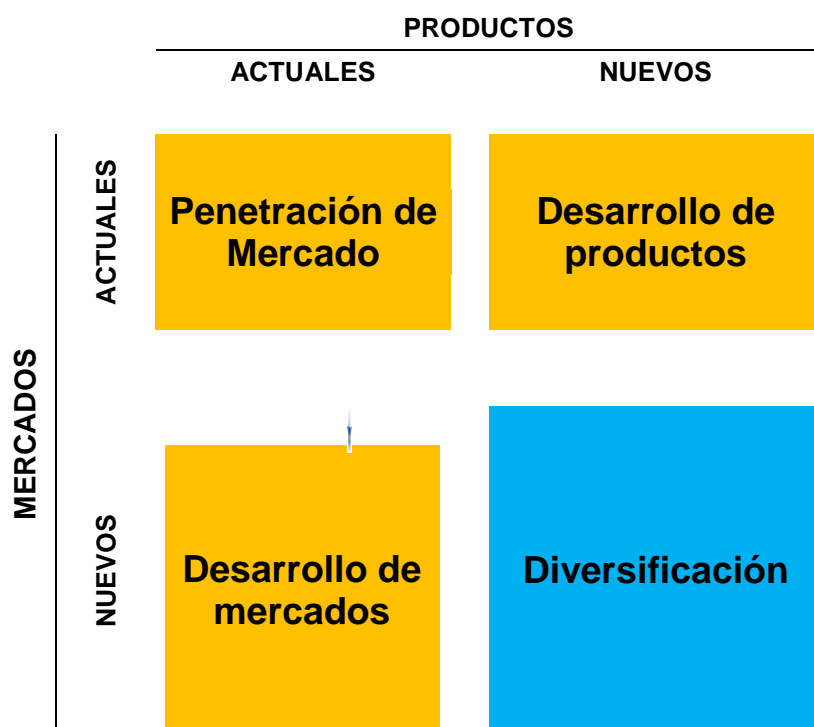 PRODUCTOS
ACTUALES
NUEVOS
MERCADOS
ACTUALES
Penetración de
Mercado
Desarrollo de
productos
NUEVOS
Desarrollo de
mercados
Diversificación